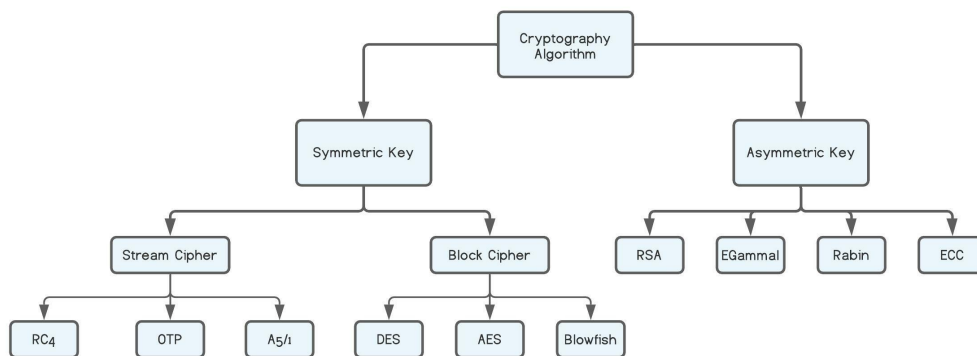 Cryptography
Algorithm
Symmetric Key
Asymmetric Key
Stream Cipher
Block Cipher
RSA
EGammal
Rabin
ECC
RC4
OTP
A5/1
DES
AES
Blowfish